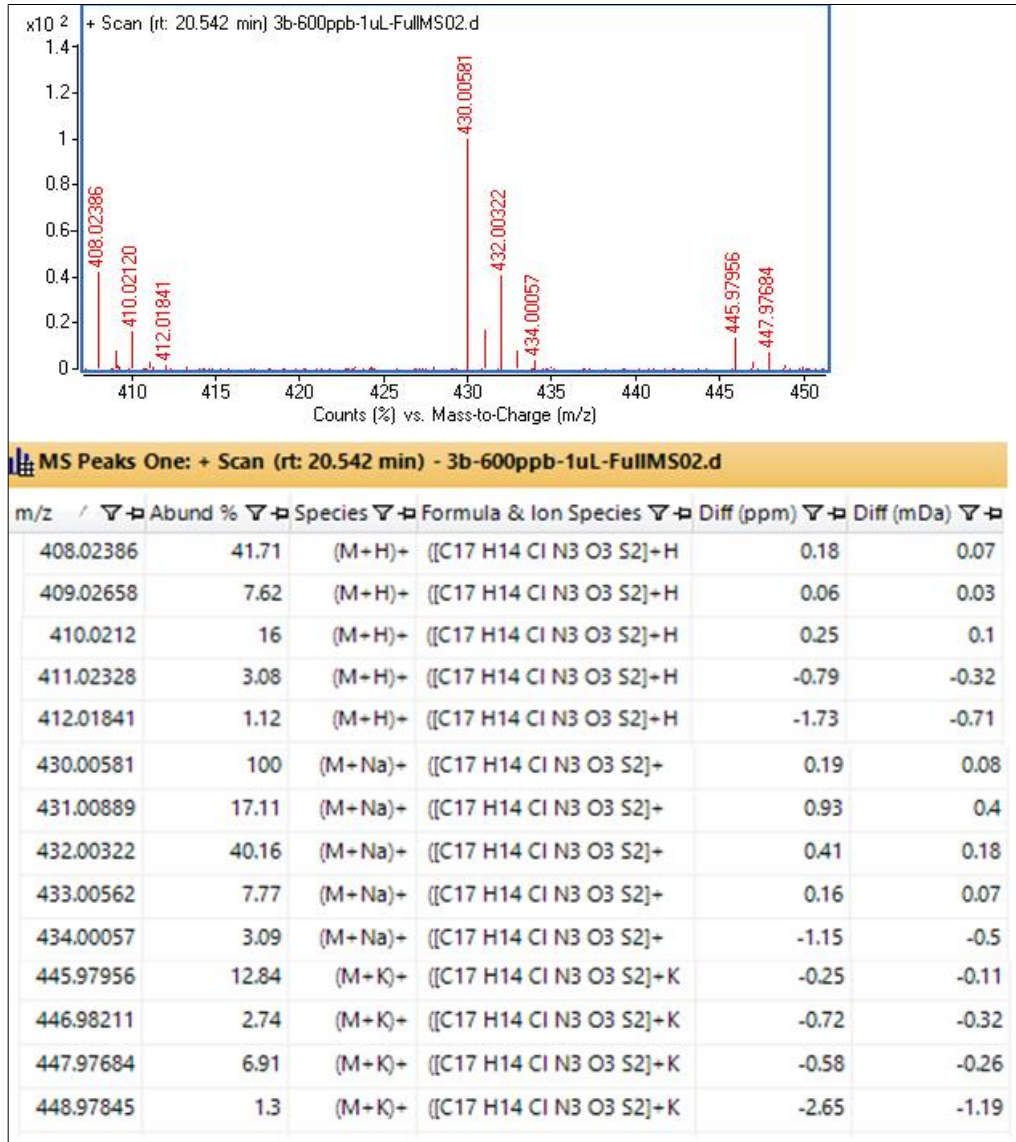 x10 2 + Scan (rt: 20.542 min) 3b-600ppb-1uL-FullMS02.d
1.4
1.2
1
0.8
0.6
0.4
0.2
0
408.02386
410.02120
412.01841
430.00581
432.00322
434.00057
445.97956
447.97684
410 415 420 425 430 435 440 445 450
Counts (%) vs. Mass-to-Charge (m/z)
MS Peaks One: + Scan (rt: 20.542 min) - 3b-600ppb-1uL-FullMS02.d
m/z Abund % Species Formula & Ion Species Diff (ppm) Diff (mDa)
408.02386 41.71 (M+H)+ ([C17 H14 Cl N3 O3 S2]+H 0.18 0.07
409.02658 7.62 (M+H)+ ([C17 H14 Cl N3 O3 S2]+H 0.06 0.03
410.0212 16 (M+H)+ ([C17 H14 Cl N3 O3 S2]+H 0.25 0.1
411.02328 3.08 (M+H)+ ([C17 H14 Cl N3 O3 S2]+H -0.79 -0.32
412.01841 1.12 (M+H)+ ([C17 H14 Cl N3 O3 S2]+H -1.73 -0.71
430.00581 100 (M+Na)+ ([C17 H14 Cl N3 O3 S2]+ 0.19 0.08
431.00889 17.11 (M+Na)+ ([C17 H14 Cl N3 O3 S2]+ 0.93 0.4
432.00322 40.16 (M+Na)+ ([C17 H14 Cl N3 O3 S2]+ 0.41 0.18
433.00562 7.77 (M+Na)+ ([C17 H14 Cl N3 O3 S2]+ 0.16 0.07
434.00057 3.09 (M+Na)+ ([C17 H14 Cl N3 O3 S2]+ -1.15 -0.5
445.97956 12.84 (M+K)+ ([C17 H14 Cl N3 O3 S2]+K -0.25 -0.11
446.98211 2.74 (M+K)+ ([C17 H14 Cl N3 O3 S2]+K -0.72 -0.32
447.97684 6.91 (M+K)+ ([C17 H14 Cl N3 O3 S2]+K -0.58 -0.26
448.97845 1.3 (M+K)+ ([C17 H14 Cl N3 O3 S2]+K -2.65 -1.19